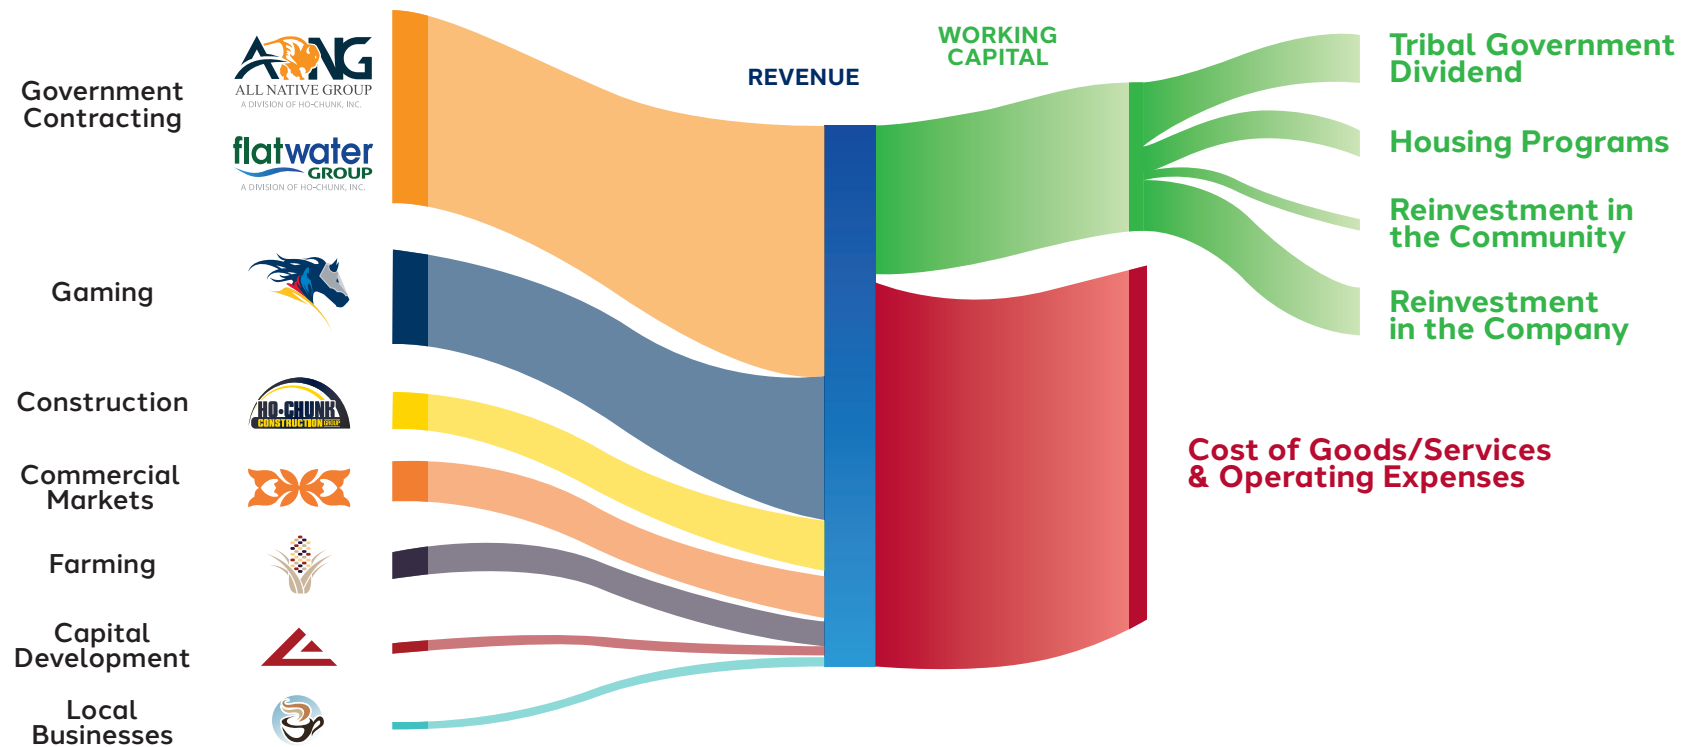 Government
Contracting
ANG
ALL NATIVE GROUP
A DIVISION OF HO-CHUNK, INC.
flatwater
GROUP
A DIVISION OF HO-CHUNK, INC.
Gaming
Construction
HO-CHUNK
CONSTRUCTION GROUP
Commercial
Markets
Farming
Capital
Development
Local
Businesses
REVENUE
WORKING
CAPITAL
Tribal Government
Dividend
Housing Programs
Reinvestment in
the Community
Reinvestment
in the Company
Cost of Goods/Services
& Operating Expenses